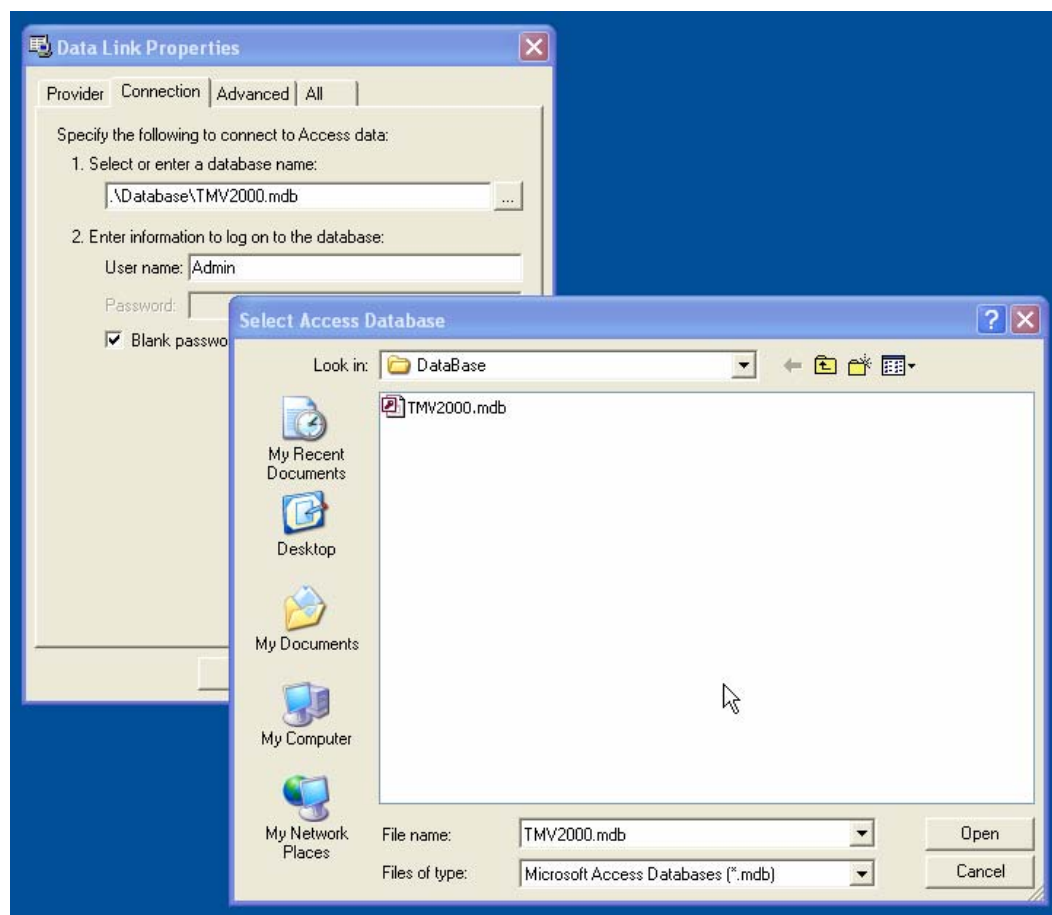 Data Link Properties
Provider Connection Advanced All
Specify the following to connect to Access data:
1. Select or enter a database name:
.\Database\TMV2000.mdb ...
2. Enter information to log on to the database:
User name: Admin
Password:
Blank passwo
Select Access Database
Look in: DataBase
TMV2000.mdb
My Recent
Documents
Desktop
My Documents
My Computer
My Network
Places
File name: TMV2000.mdb Open
Files of type: Microsoft Access Databases (*.mdb) Cancel